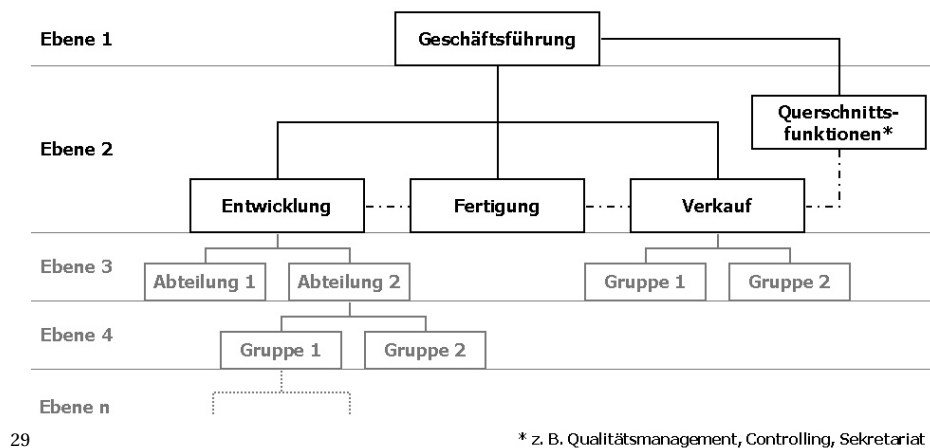 Ebene 1
Geschäftsführung
Ebene 2
Querschnitts-
funktionen*
Entwicklung
Fertigung
Verkauf
Ebene 3
Abteilung 1
Abteilung 2
Gruppe 1
Gruppe 2
Ebene 4
Gruppe 1
Gruppe 2
Ebene n
29
* z. B. Qualitätsmanagement, Controlling, Sekretariat